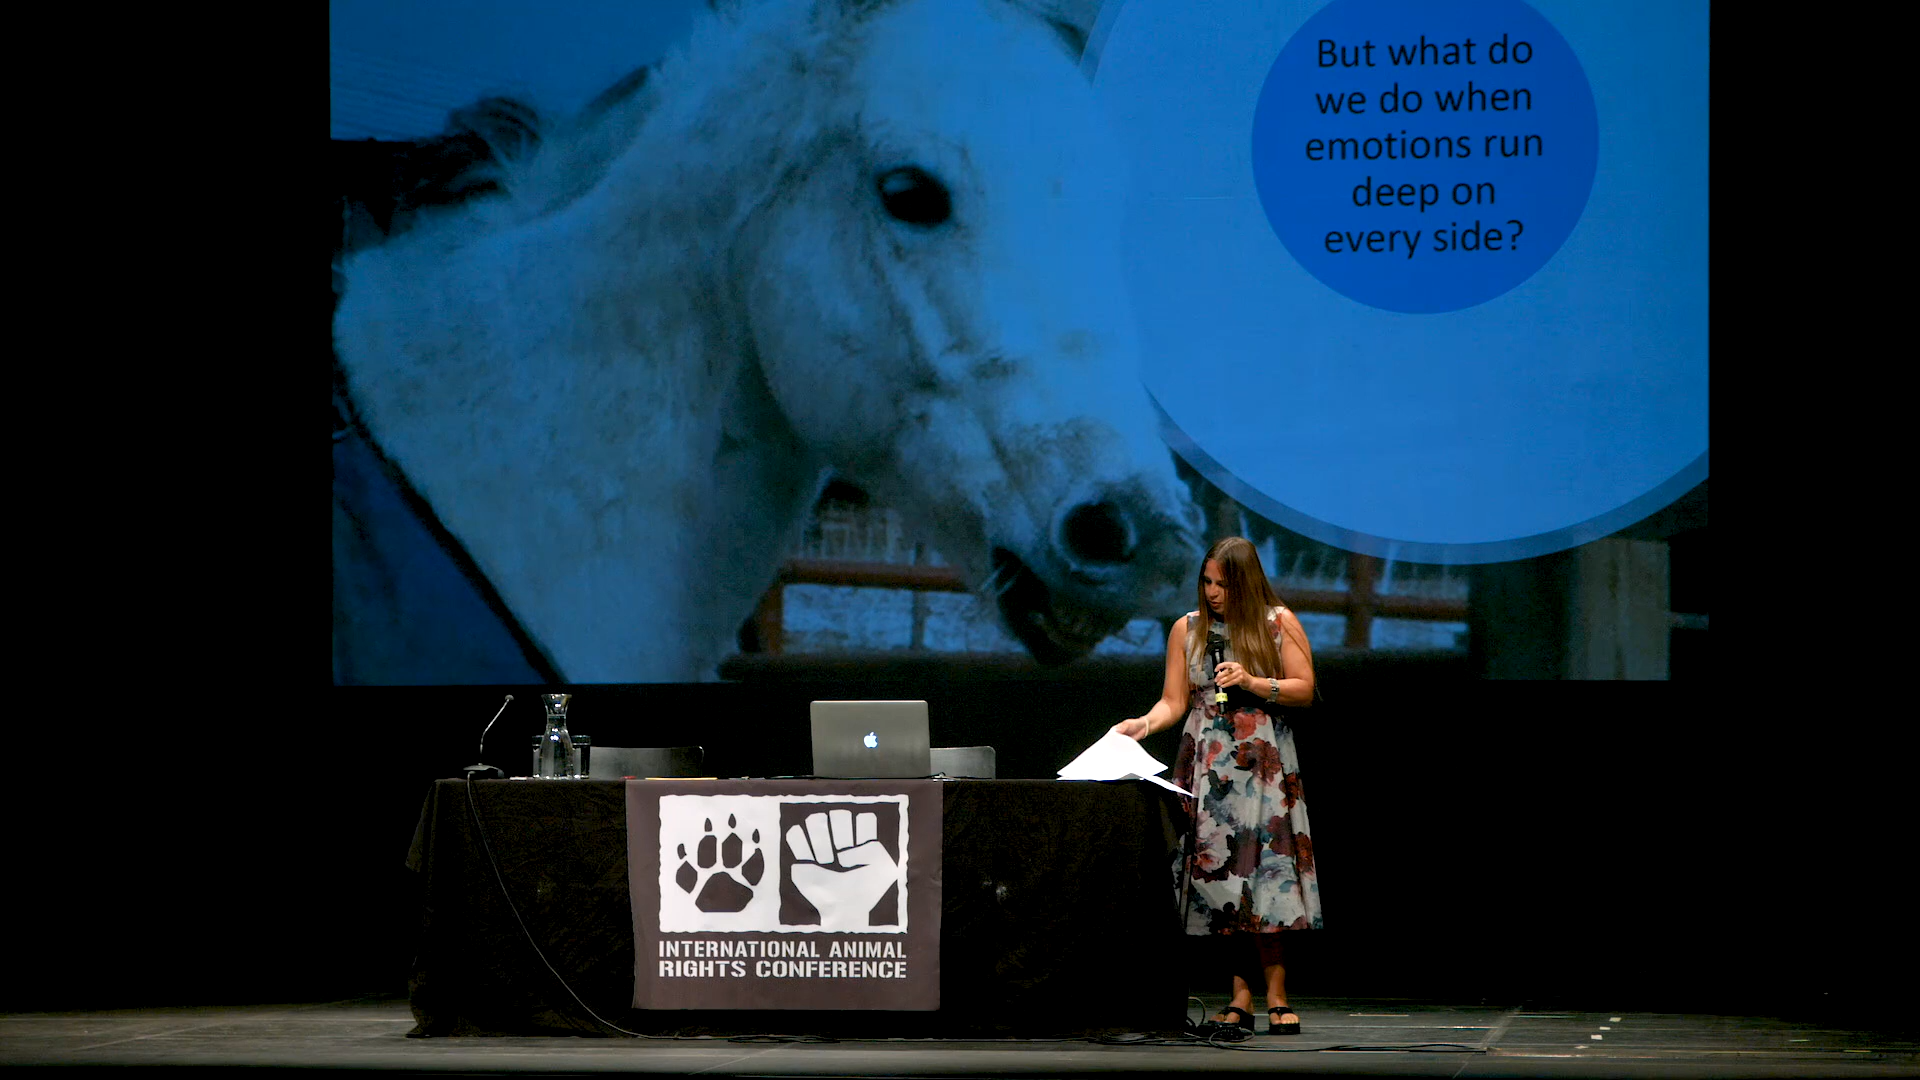 But what do
we do when
emotions run
deep on
every side?
INTERNATIONAL ANIMAL
RIGHTS CONFERENCE